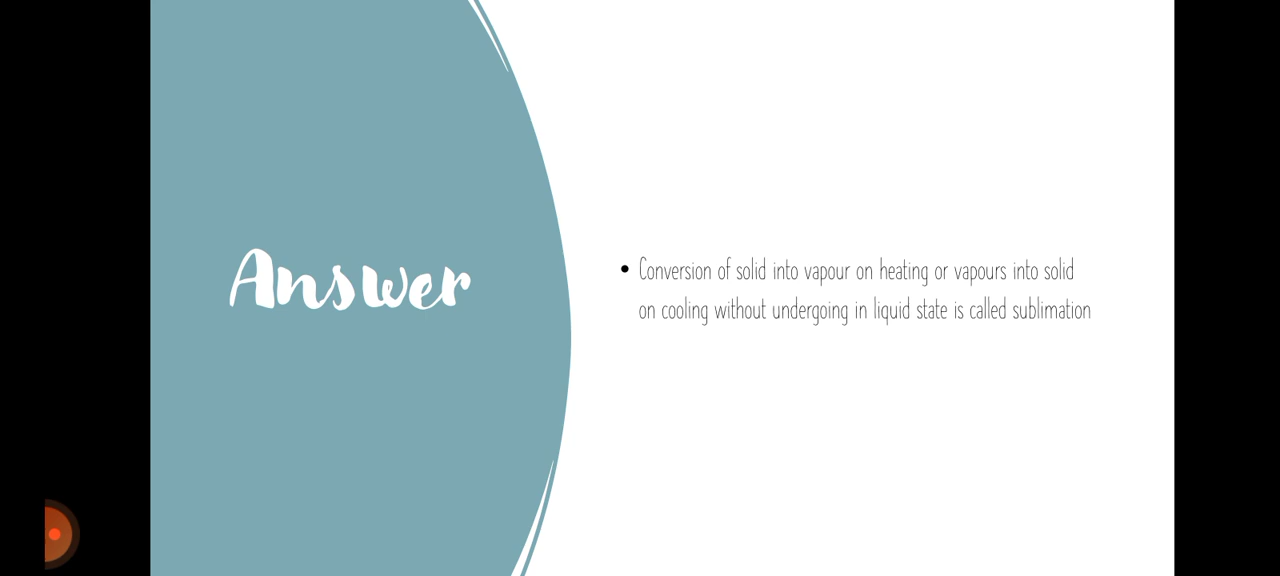 Answer
• Conversion of solid into vapour on heating or vapours into solid
on cooling without undergoing in liquid state is called sublimation